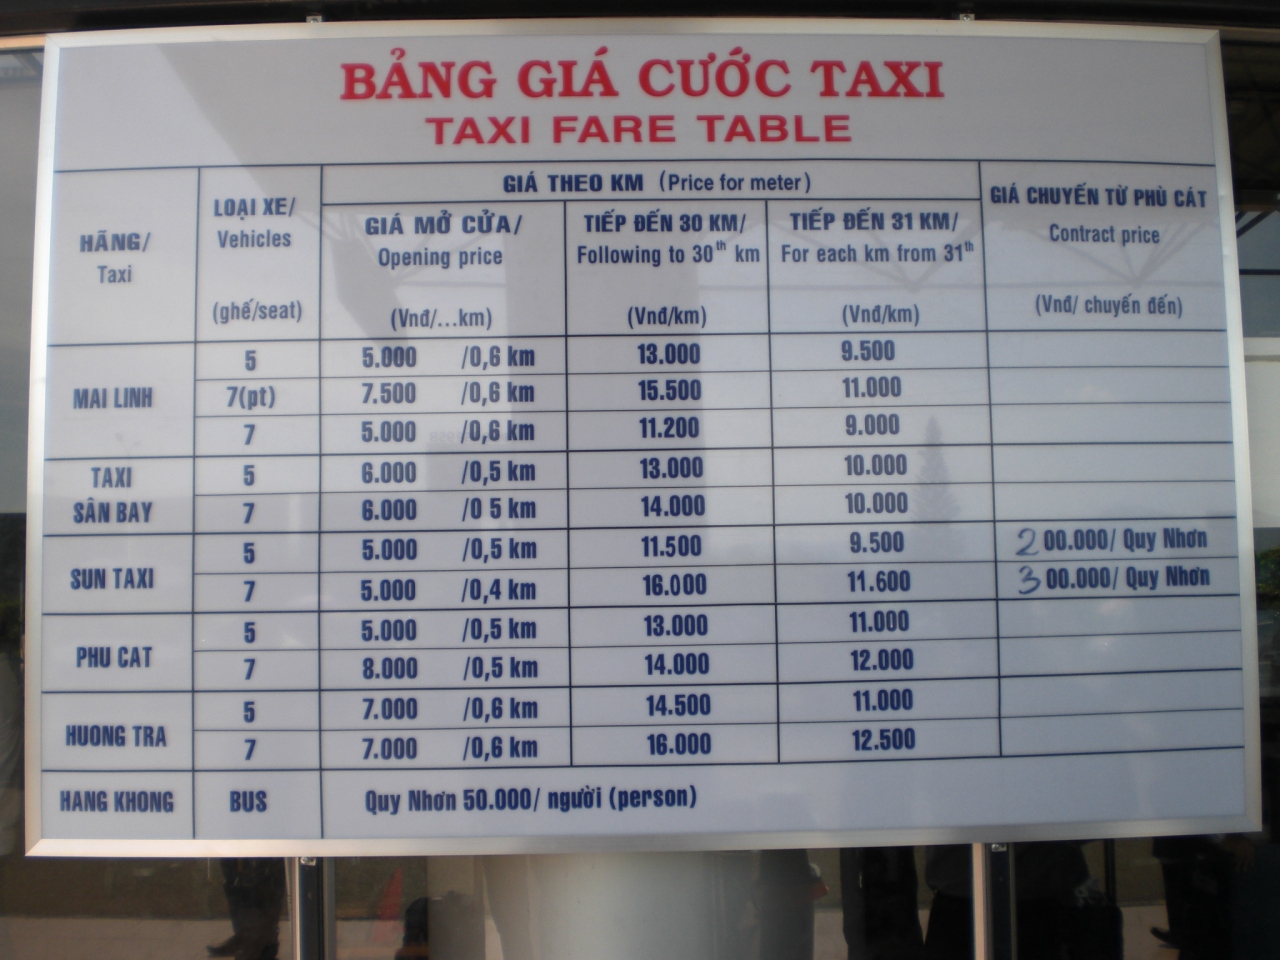 BẢNG GIÁ CƯỚC TAXI
TAXI FARE TABLE
HÃNG/
Taxi
LOẠI XE/
Vehicles
(ghế/seat)
GIÁ THEO KM (Price for meter)
GIÁ MỞ CỬA/
Opening price
(Vnđ/...km)
TIẾP ĐẾN 30 KM/
Following to 30th km
(Vnđ/km)
TIẾP ĐẾN 31 KM/
For each km from 31th
(Vnđ/km)
GIÁ CHUYẾN TỪ PHÙ CÁT
Contract price
(Vnđ/ chuyến đến)
MAI LINH
5 5.000 /0,6 km 13.000 9.500
7(pt) 7.500 /0,6 km 15.500 11.000
7 5.000 /0,6 km 11.200 9.000
TAXI
SÂN BAY
5 6.000 /0,5 km 13.000 10.000
7 6.000 /0 5 km 14.000 10.000
SUN TAXI
5 5.000 /0,5 km 11.500 9.500 200.000/ Quy Nhơn
7 5.000 /0,4 km 16.000 11.600 300.000/ Quy Nhơn
PHU CAT
5 5.000 /0,5 km 13.000 11.000
7 8.000 /0,5 km 14.000 12.000
HUONG TRA
5 7.000 /0,6 km 14.500 11.000
7 7.000 /0,6 km 16.000 12.500
HANG KHONG BUS Quy Nhơn 50.000/ người (person)